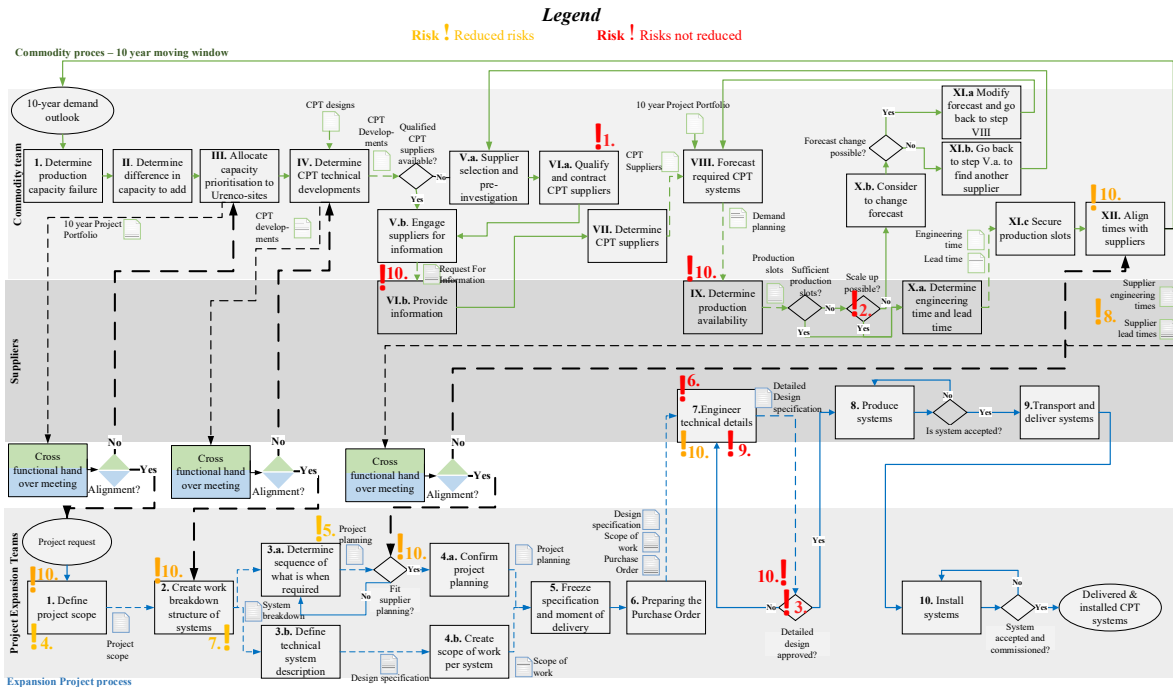 Legend
Risk ! Reduced risks
Risk ! Risks not reduced
Commodity proces – 10 year moving window
Commodity team
10-year demand
outlook
I. Determine
production
capacity failure
II. Determine
difference in
capacity to add
III. Allocate
capacity
prioritisation to
Urenco-sites
CPT designs
IV. Determine
CPT technical
developments
CPT
Develop-
ments
Qualified
CPT
suppliers
available?
No
Yes
V.a. Supplier
selection and
pre-
investigation
!1.
VI.a. Qualify
and contract
CPT suppliers
CPT
Suppliers
10 year Project Portfolio
VIII. Forecast
required CPT
systems
Forecast change
possible?
Yes
No
XI.a Modify
forecast and go
back to step
VIII
XI.b. Go back
to step V.a. to
find another
supplier
10 year Project
Portfolio
CPT
develop-
ments
V.b. Engage
suppliers for
information
VII. Determine
CPT suppliers
Demand
planning
X.b. Consider
to change
forecast
Engineering
time
Lead time
XI.c Secure
production slots
!10.
XII. Align
times with
suppliers
Request For
Information
!10.
VI.b. Provide
information
!10.
IX. Determine
production
availability
Production
slots
Sufficient
production
slots?
No
Yes
Scale up
possible?
!2.
No
Yes
X.a. Determine
engineering
time and lead
time
Supplier
engineering
times
!8.
Supplier
lead times
Suppliers
!6.
7.Engineer
technical details
!10.
!9.
Detailed
Design
specification
8. Produce
systems
No
Yes
Is system accepted?
9.Transport and
deliver systems
No
Cross
functional hand
over meeting
Yes
Alignment?
No
Cross
functional hand
over meeting
Yes
Alignment?
No
Cross
functional hand
over meeting
Yes
Alignment?
Project Expansion Teams
Project request
!10.
1. Define
project scope
!4.
Project
scope
!10.
2. Create work
breakdown
structure of
systems
!7.
System
breakdown
!5.
Project
planning
3.a. Determine
sequence of
what is when
required
!10.
Yes
No
Fit
supplier
planning?
4.a. Confirm
project
planning
Project
planning
3.b. Define
technical
system
description
Design specification
4.b. Create
scope of work
per system
Scope of
work
5. Freeze
specification
and moment of
delivery
6. Preparing the
Purchase Order
Design
specification
Scope of
work
Purchase
Order
10.
!3.
No
Yes
Detailed
design
approved?
10. Install
systems
No
Yes
System
accepted and
commissioned?
Delivered &
installed CPT
systems
Expansion Project process